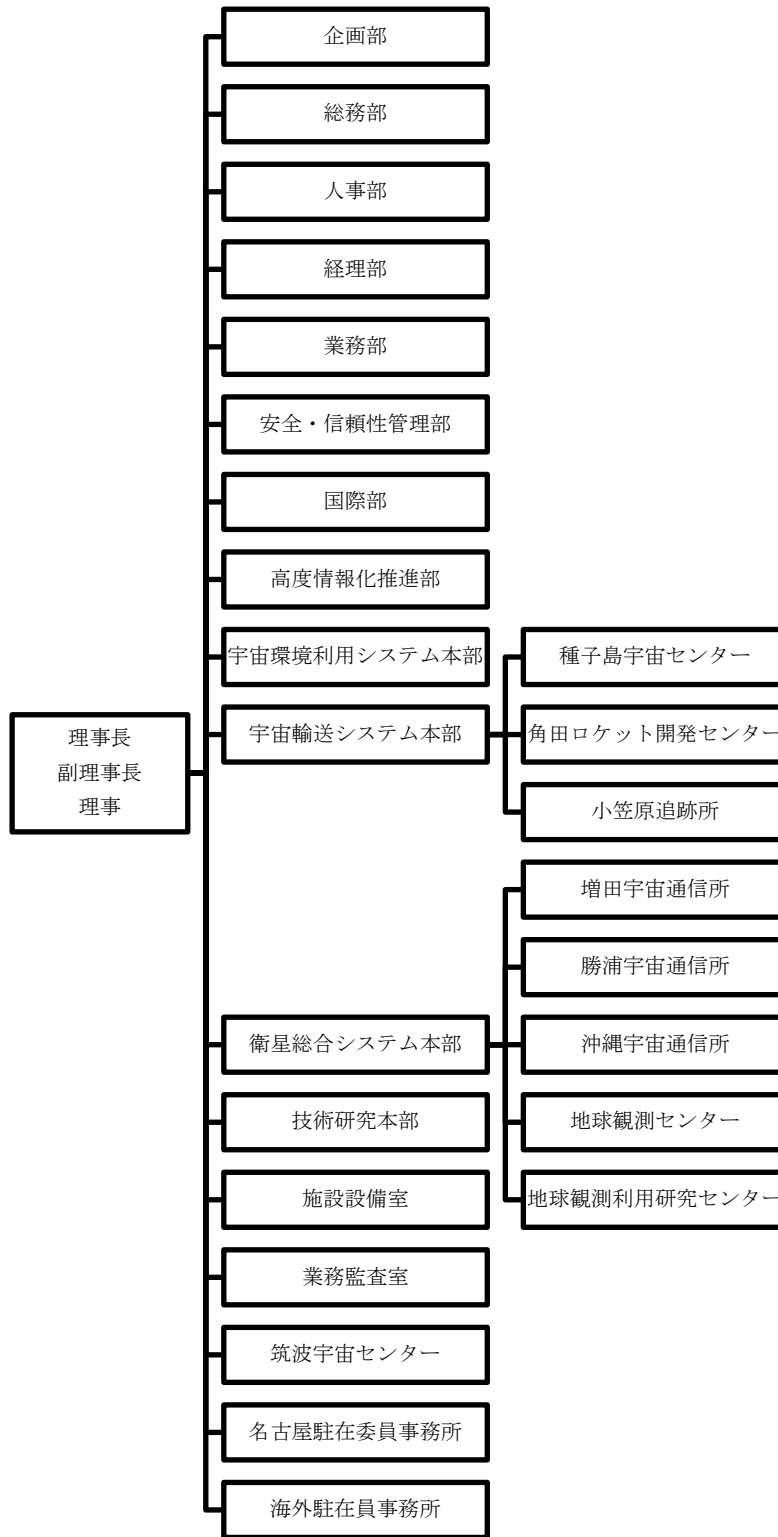 企画部
総務部
人事部
経理部
業務部
安全・信頼性管理部
国際部
高度情報化推進部
宇宙環境利用システム本部
種子島宇宙センター
理事長
副理事長
理事
宇宙輸送システム本部
角田ロケット開発センター
小笠原追跡所
増田宇宙通信所
勝浦宇宙通信所
衛星総合システム本部
沖縄宇宙通信所
技術研究本部
地球観測センター
施設設備室
地球観測利用研究センター
業務監査室
筑波宇宙センター
名古屋駐在委員事務所
海外駐在員事務所